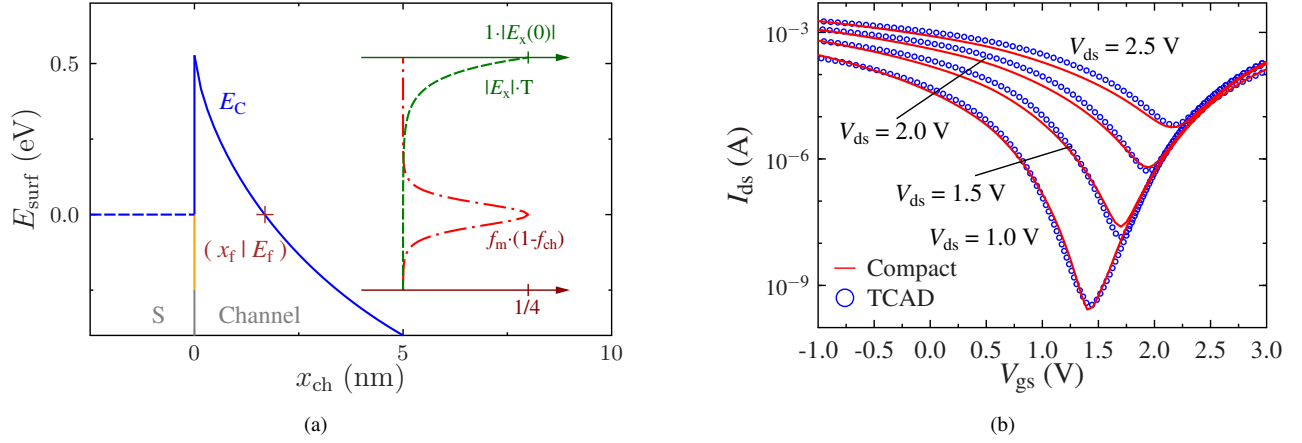 1·|Eₓ(0)|
|Eₓ|·T
E_C
0.5
0.0
E_surf (eV)
( x_f | E_f )
f_m·(1-f_ch)
1/4
S Channel
0 5 10
x_ch (nm)
(a)
10⁻³
10⁻⁶
10⁻⁹
I_ds (A)
V_ds = 2.5 V
V_ds = 2.0 V
V_ds = 1.5 V
V_ds = 1.0 V
Compact
TCAD
-1.0 -0.5 0.0 0.5 1.0 1.5 2.0 2.5 3.0
V_gs (V)
(b)